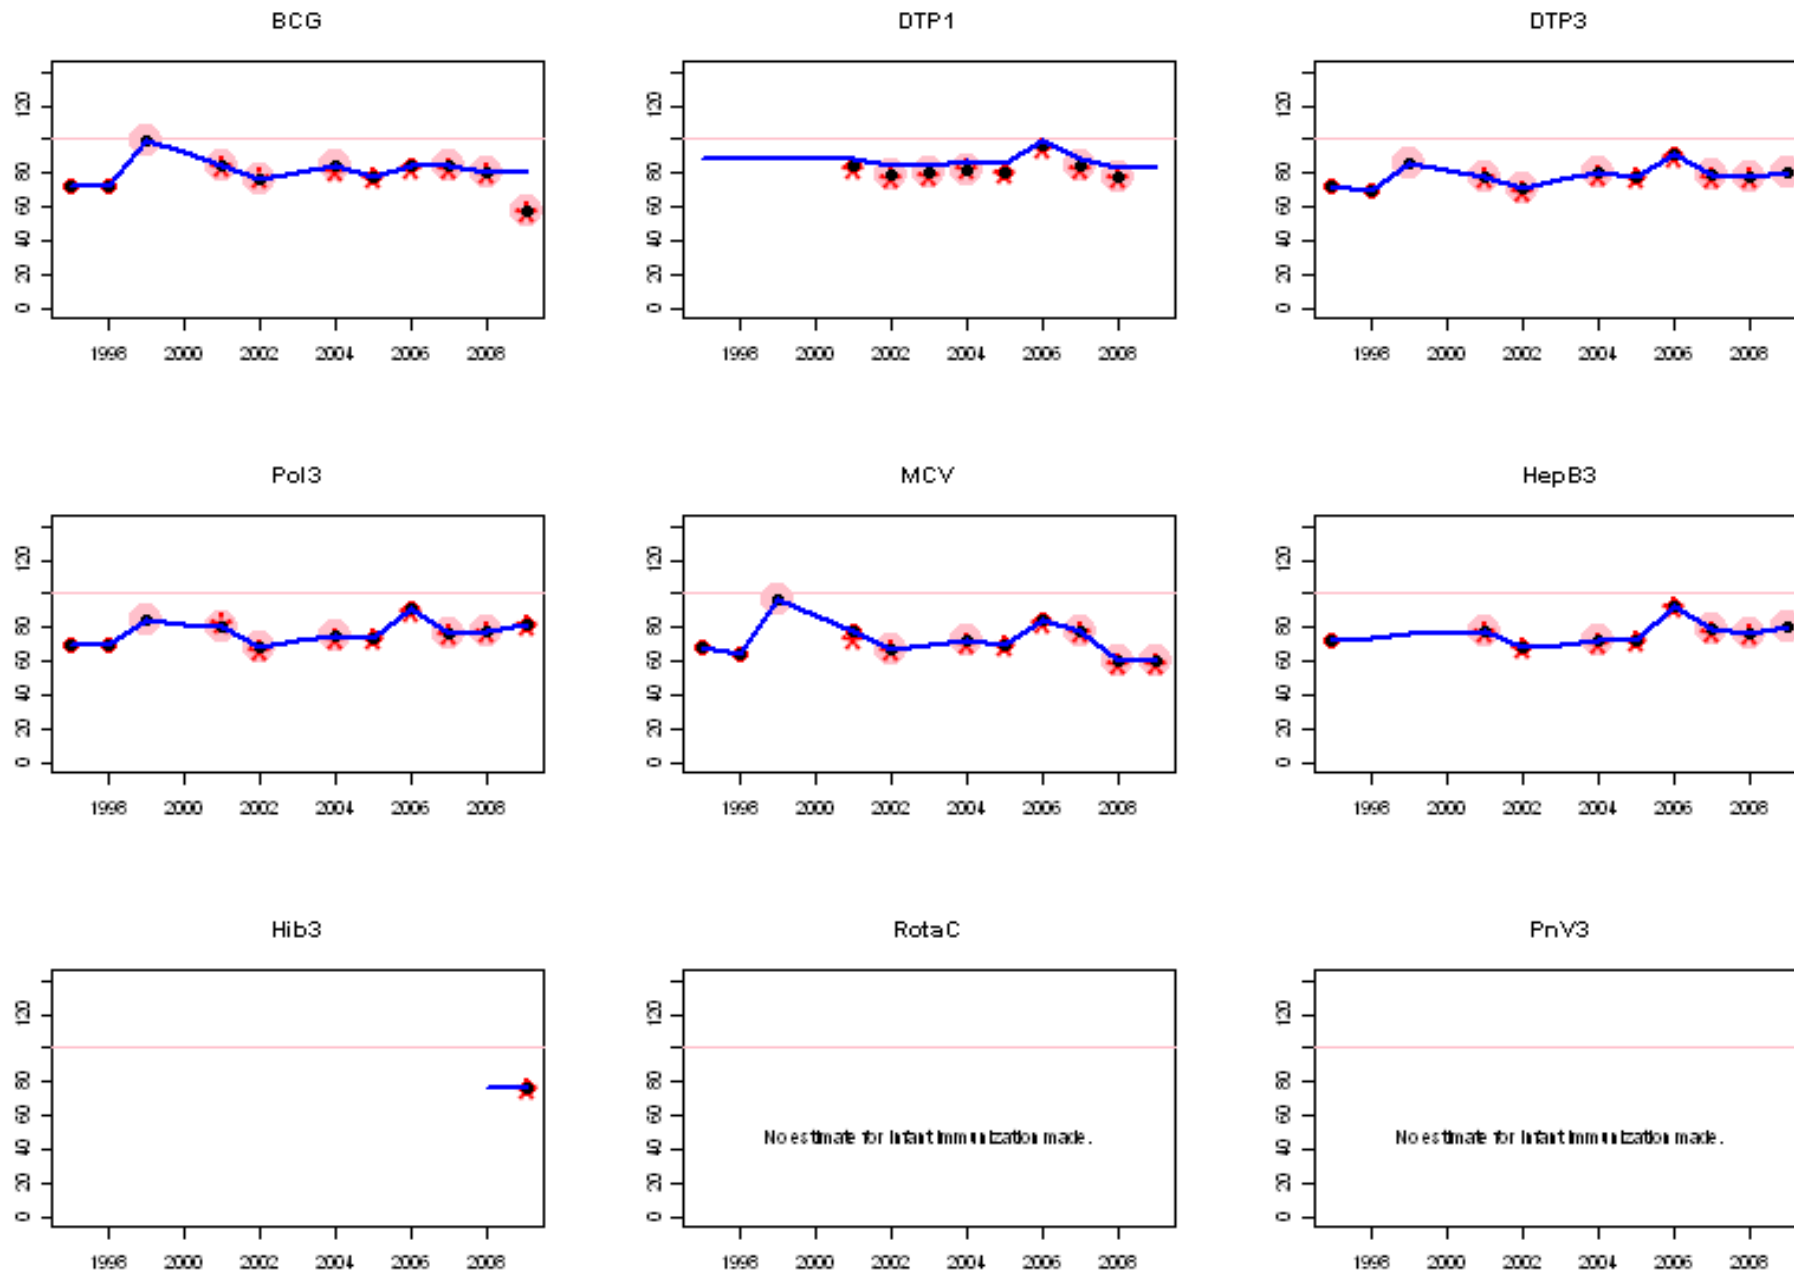 BCG DTP1 DTP3
120 120 120
80 80 80
60 60 60
40 40 40
20 20 20
0 0 0
1998 2000 2002 2004 2006 2008 1998 2000 2002 2004 2006 2008 1998 2000 2002 2004 2006 2008
Pol3 MCV HepB3
120 120 120
80 80 80
60 60 60
40 40 40
20 20 20
0 0 0
1998 2000 2002 2004 2006 2008 1998 2000 2002 2004 2006 2008 1998 2000 2002 2004 2006 2008
Hib3 RotaC PnV3
120 120 120
80 80 80
60 60 60
No estimate for infant immunization made. No estimate for infant immunization made.
40 40 40
20 20 20
0 0 0
1998 2000 2002 2004 2006 2008 1998 2000 2002 2004 2006 2008 1998 2000 2002 2004 2006 2008